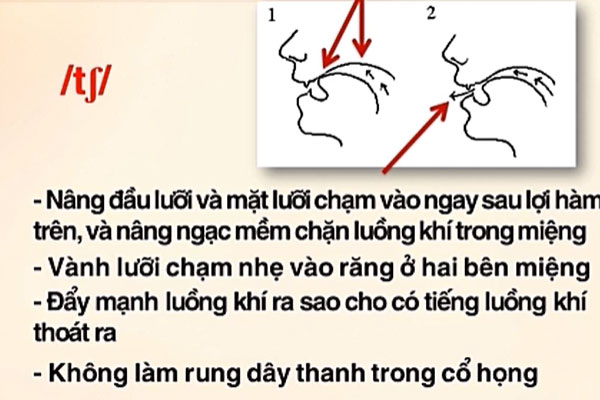 1
2
/tʃ/
- Nâng đầu lưỡi và mặt lưỡi chạm vào ngay sau lợi hàm
trên, và nâng ngạc mềm chặn luồng khí trong miệng
- Vành lưỡi chạm nhẹ vào răng ở hai bên miệng
- Đẩy mạnh luồng khí ra sao cho có tiếng luồng khí
thoát ra
- Không làm rung dây thanh trong cổ họng